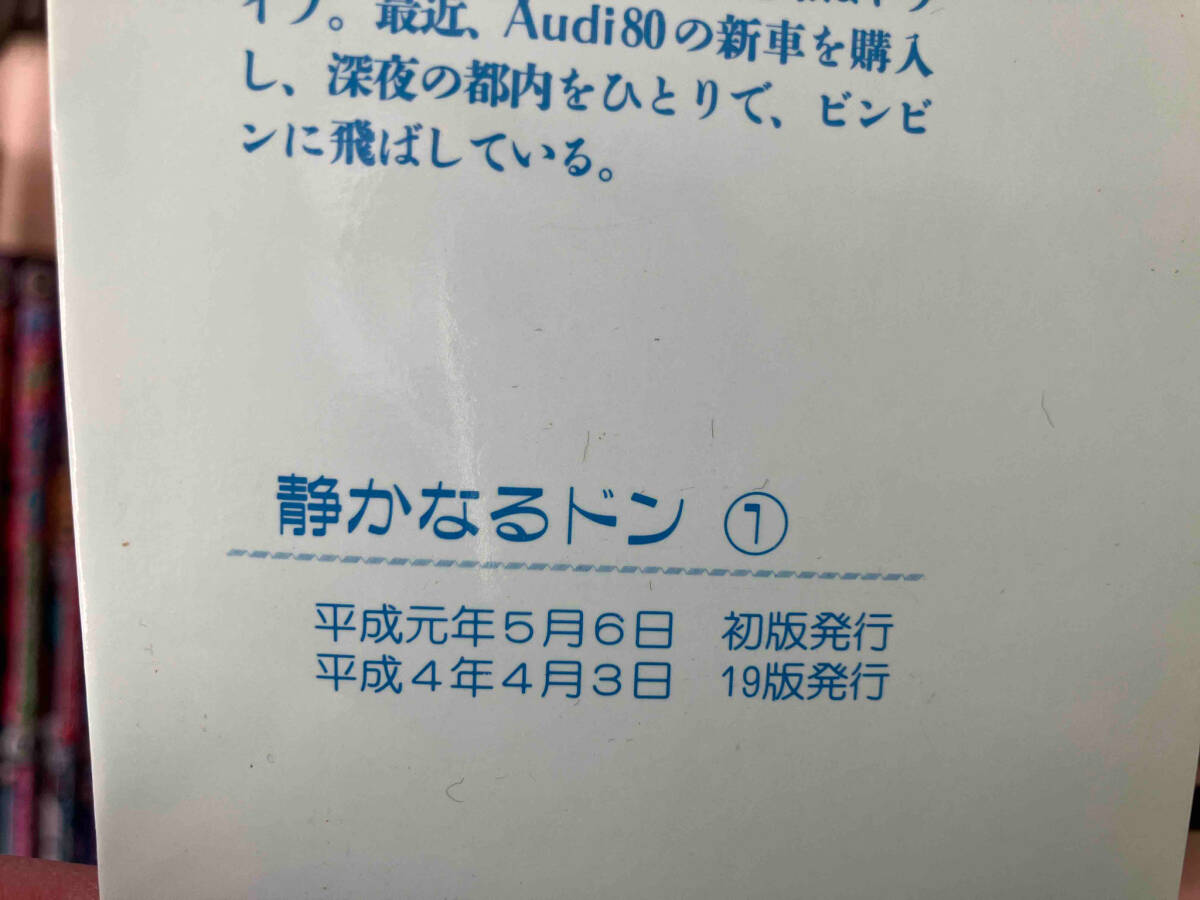 イブ。最近、Audi80の新車を購入
し、深夜の都内をひとりで、ビンビ
ンに飛ばしている。
静かなるドン ①
平成元年５月６日 初版発行
平成４年４月３日 19版発行